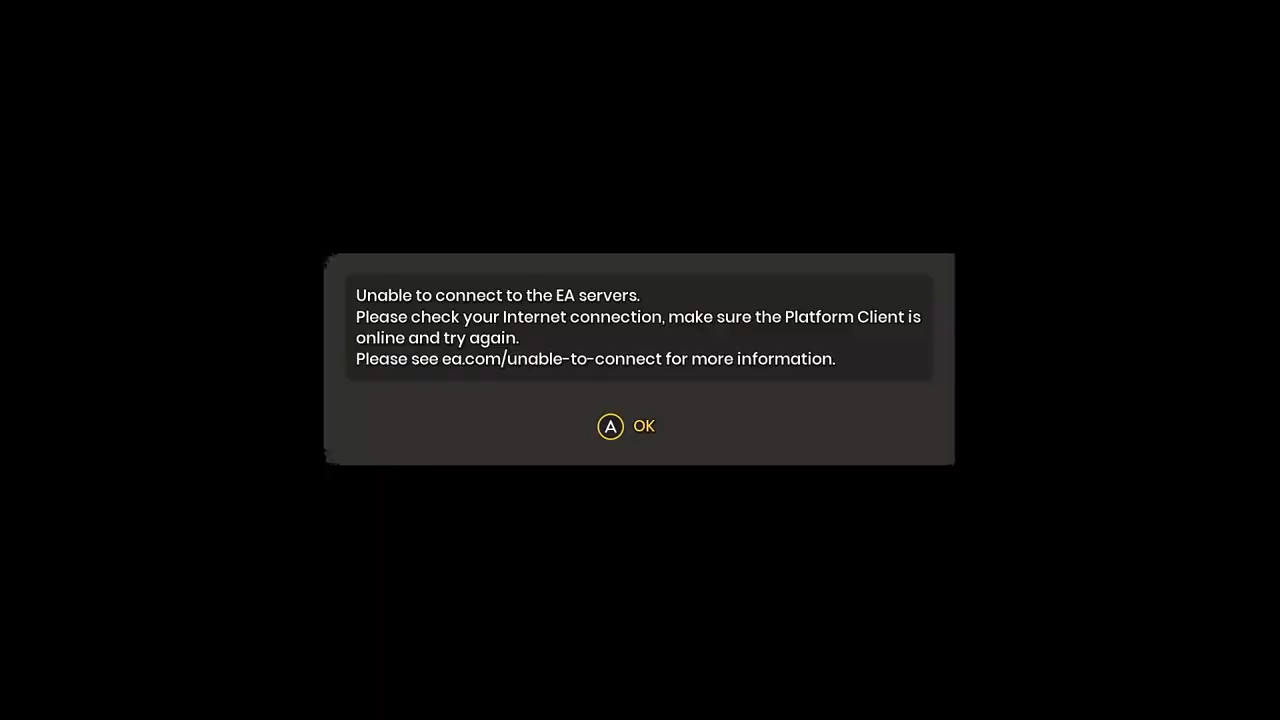 Unable to connect to the EA servers.
Please check your Internet connection, make sure the Platform Client is
online and try again.
Please see ea.com/unable-to-connect for more information.
A OK